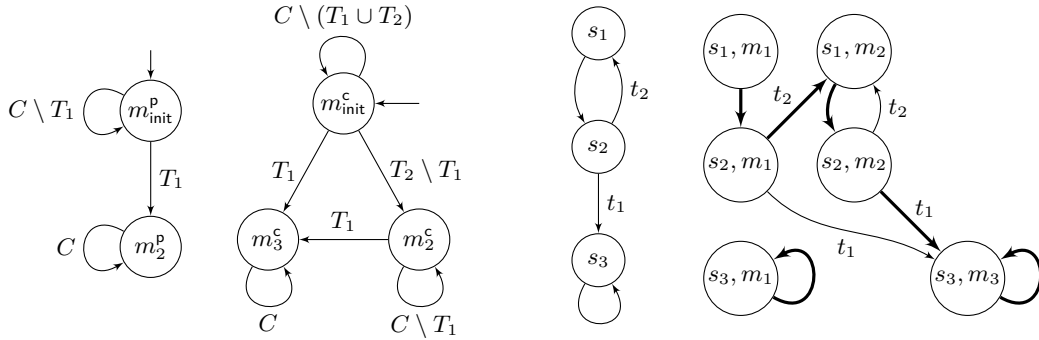 C \ T₁
m^p_init
T₁
C
m^p_2
C \ (T₁ ∪ T₂)
m^c_init
T₁
T₂ \ T₁
m^c_3
T₁
m^c_2
C
C \ T₁
s₁
t₂
s₂
t₁
s₃
s₁, m₁
s₁, m₂
t₂
t₂
s₂, m₁
s₂, m₂
t₁
t₁
s₃, m₁
s₃, m₃